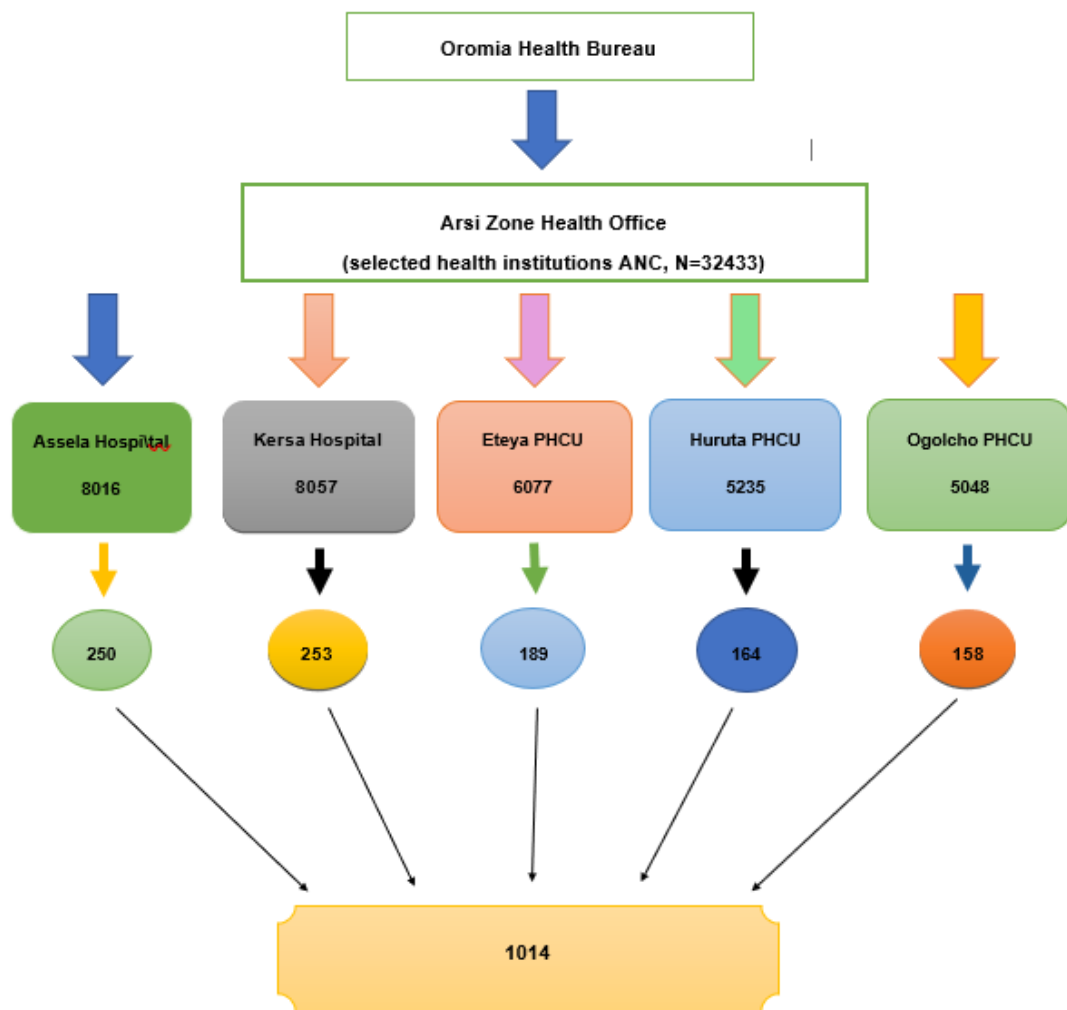 Oromia Health Bureau
Arsi Zone Health Office
(selected health institutions ANC, N=32433)
Assela Hospital
8016
Kersa Hospital
8057
Eteya PHCU
6077
Huruta PHCU
5235
Ogolcho PHCU
5048
250
253
189
164
158
1014